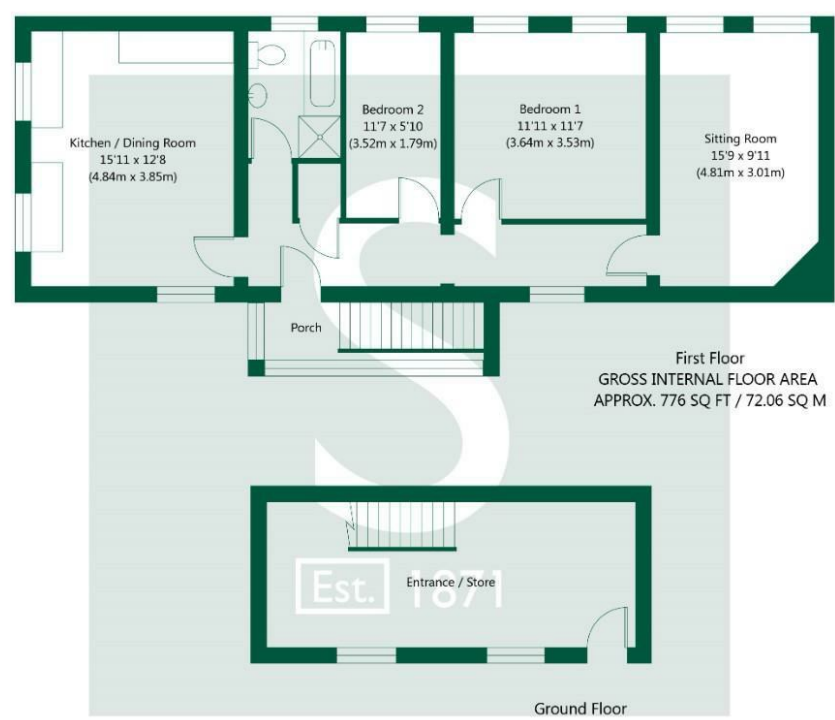 Kitchen / Dining Room
15'11 x 12'8
(4.84m x 3.85m)
Bedroom 2
11'7 x 5'10
(3.52m x 1.79m)
Bedroom 1
11'11 x 11'7
(3.64m x 3.53m)
Sitting Room
15'9 x 9'11
(4.81m x 3.01m)
Porch
First Floor
GROSS INTERNAL FLOOR AREA
APPROX. 776 SQ FT / 72.06 SQ M
S
Entrance / Store
Est. 1871
Ground Floor